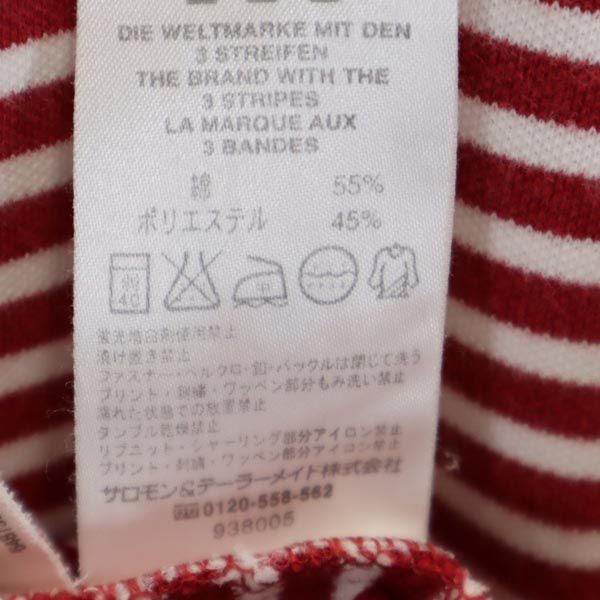 DIE WELTMARKE MIT DEN
3 STREIFEN
THE BRAND WITH THE
3 STRIPES
LA MARQUE AUX
3 BANDES
綿 55%
ポリエステル 45%
40 中
蛍光増白剤使用禁止
漬け置き禁止
ファスナー・ベルクロ・釦・バックルは閉じて洗う
プリント・刺繍・ワッペン部分もみ洗い禁止
濡れた状態での放置禁止
タンブル乾燥禁止
リブニット・シャーリング部分アイロン禁止
プリント・刺繍・ワッペン部分アイロン禁止
サロモン&テーラーメイド株式会社
0120-558-562
938005